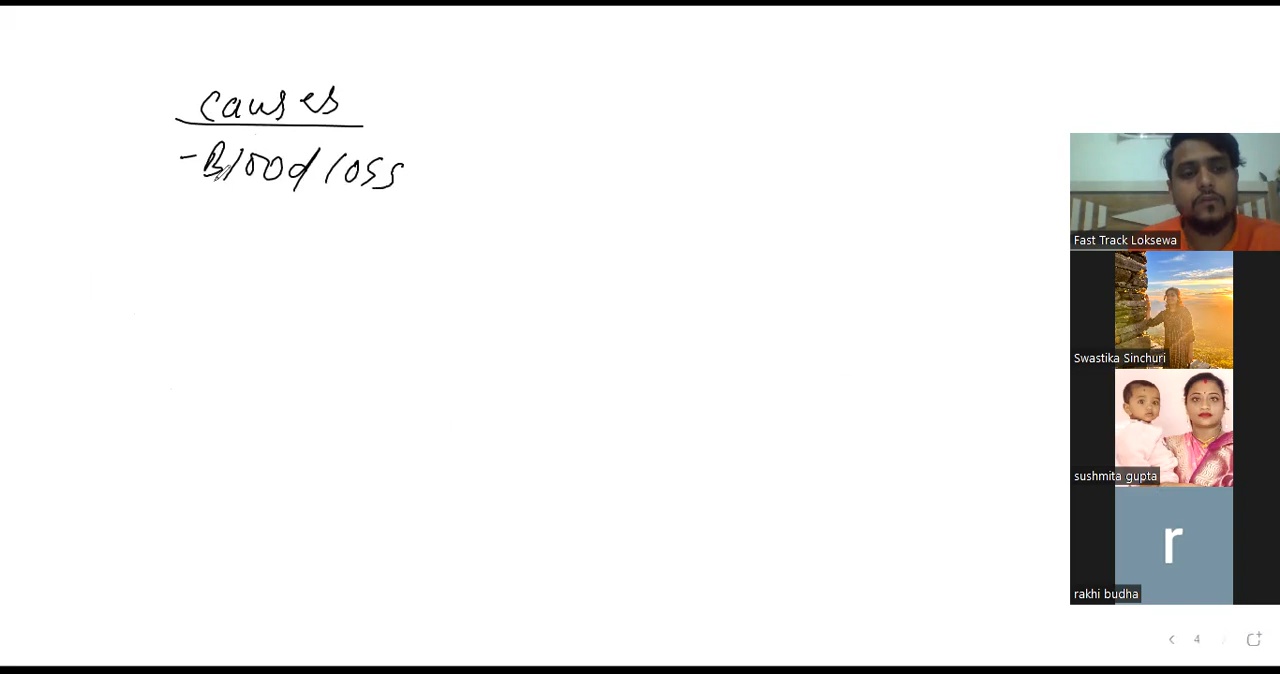 causes
- Blood loss
Fast Track Loksewa
Swastika Sinchuri
sushmita gupta
r
rakhi budha
4